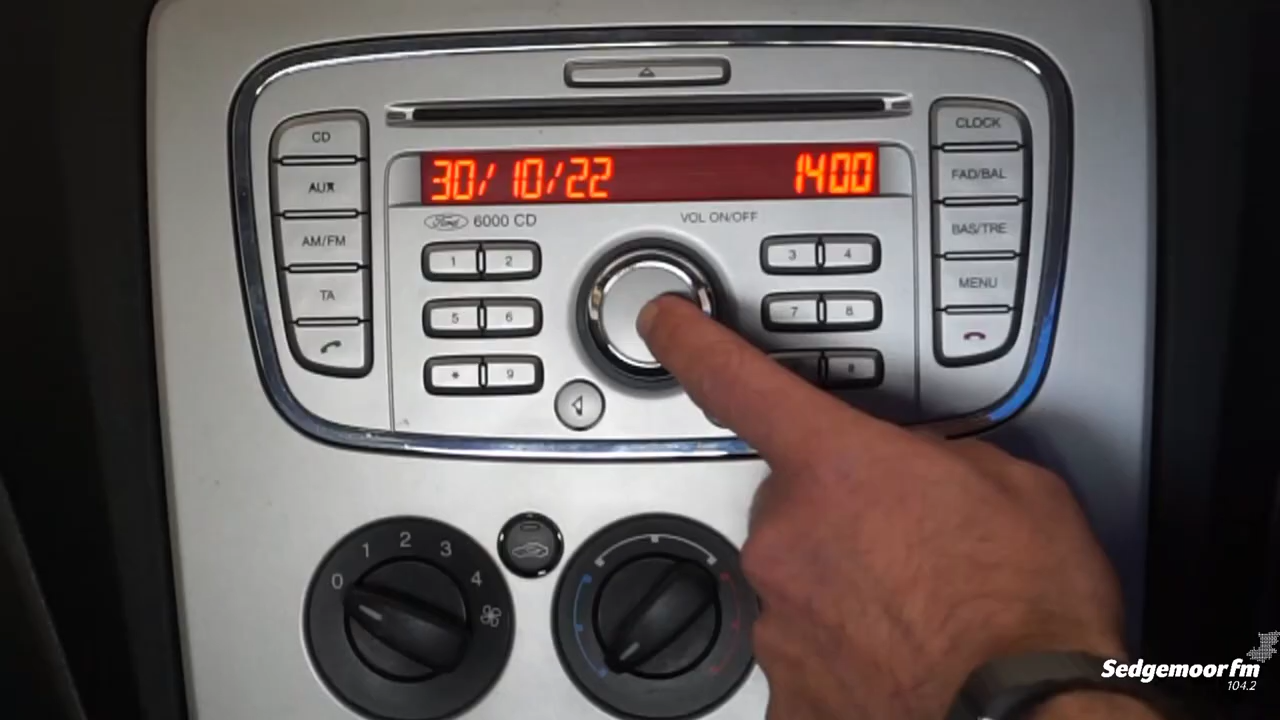 CD
AUX
AM/FM
TA
30/10/22 1400
Ford 6000 CD
VOL ON/OFF
1 2
3 4
5 6
7 8
* 9
#
CLOCK
FAD/BAL
BAS/TRE
MENU
0 1 2 3 4
Sedgemoor fm
104.2